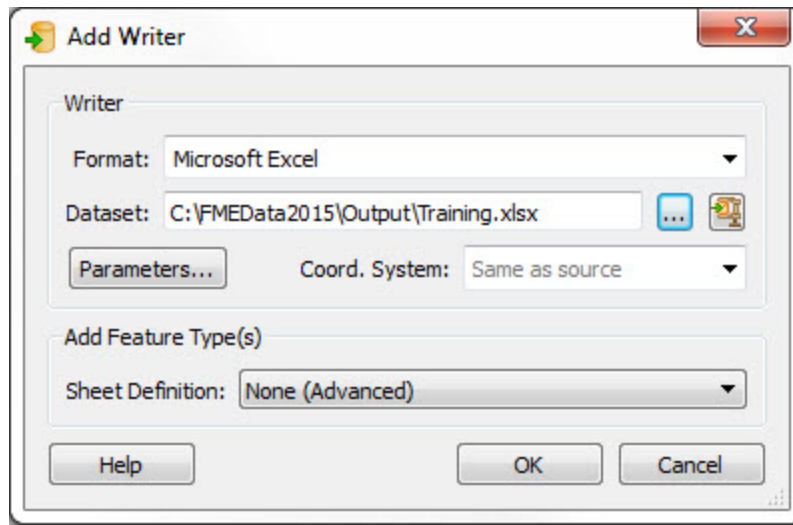 Add Writer
Writer
Format: Microsoft Excel
Dataset: C:\FMEData2015\Output\Training.xlsx ...
Parameters... Coord. System: Same as source
Add Feature Type(s)
Sheet Definition: None (Advanced)
Help OK Cancel